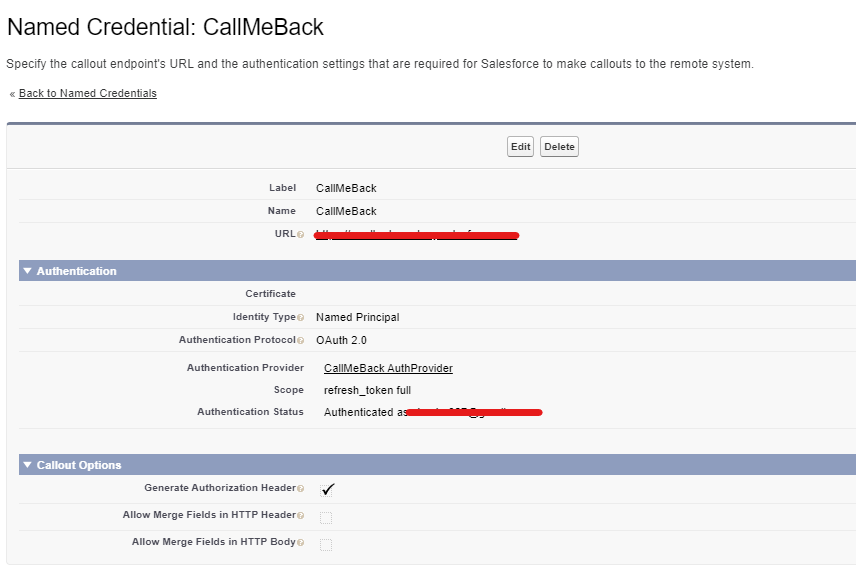 Named Credential: CallMeBack
Specify the callout endpoint's URL and the authentication settings that are required for Salesforce to make callouts to the remote system.
« Back to Named Credentials
Edit Delete
Label CallMeBack
Name CallMeBack
URL
Authentication
Certificate
Identity Type Named Principal
Authentication Protocol OAuth 2.0
Authentication Provider CallMeBack AuthProvider
Scope refresh_token full
Authentication Status Authenticated as
Callout Options
Generate Authorization Header
Allow Merge Fields in HTTP Header
Allow Merge Fields in HTTP Body